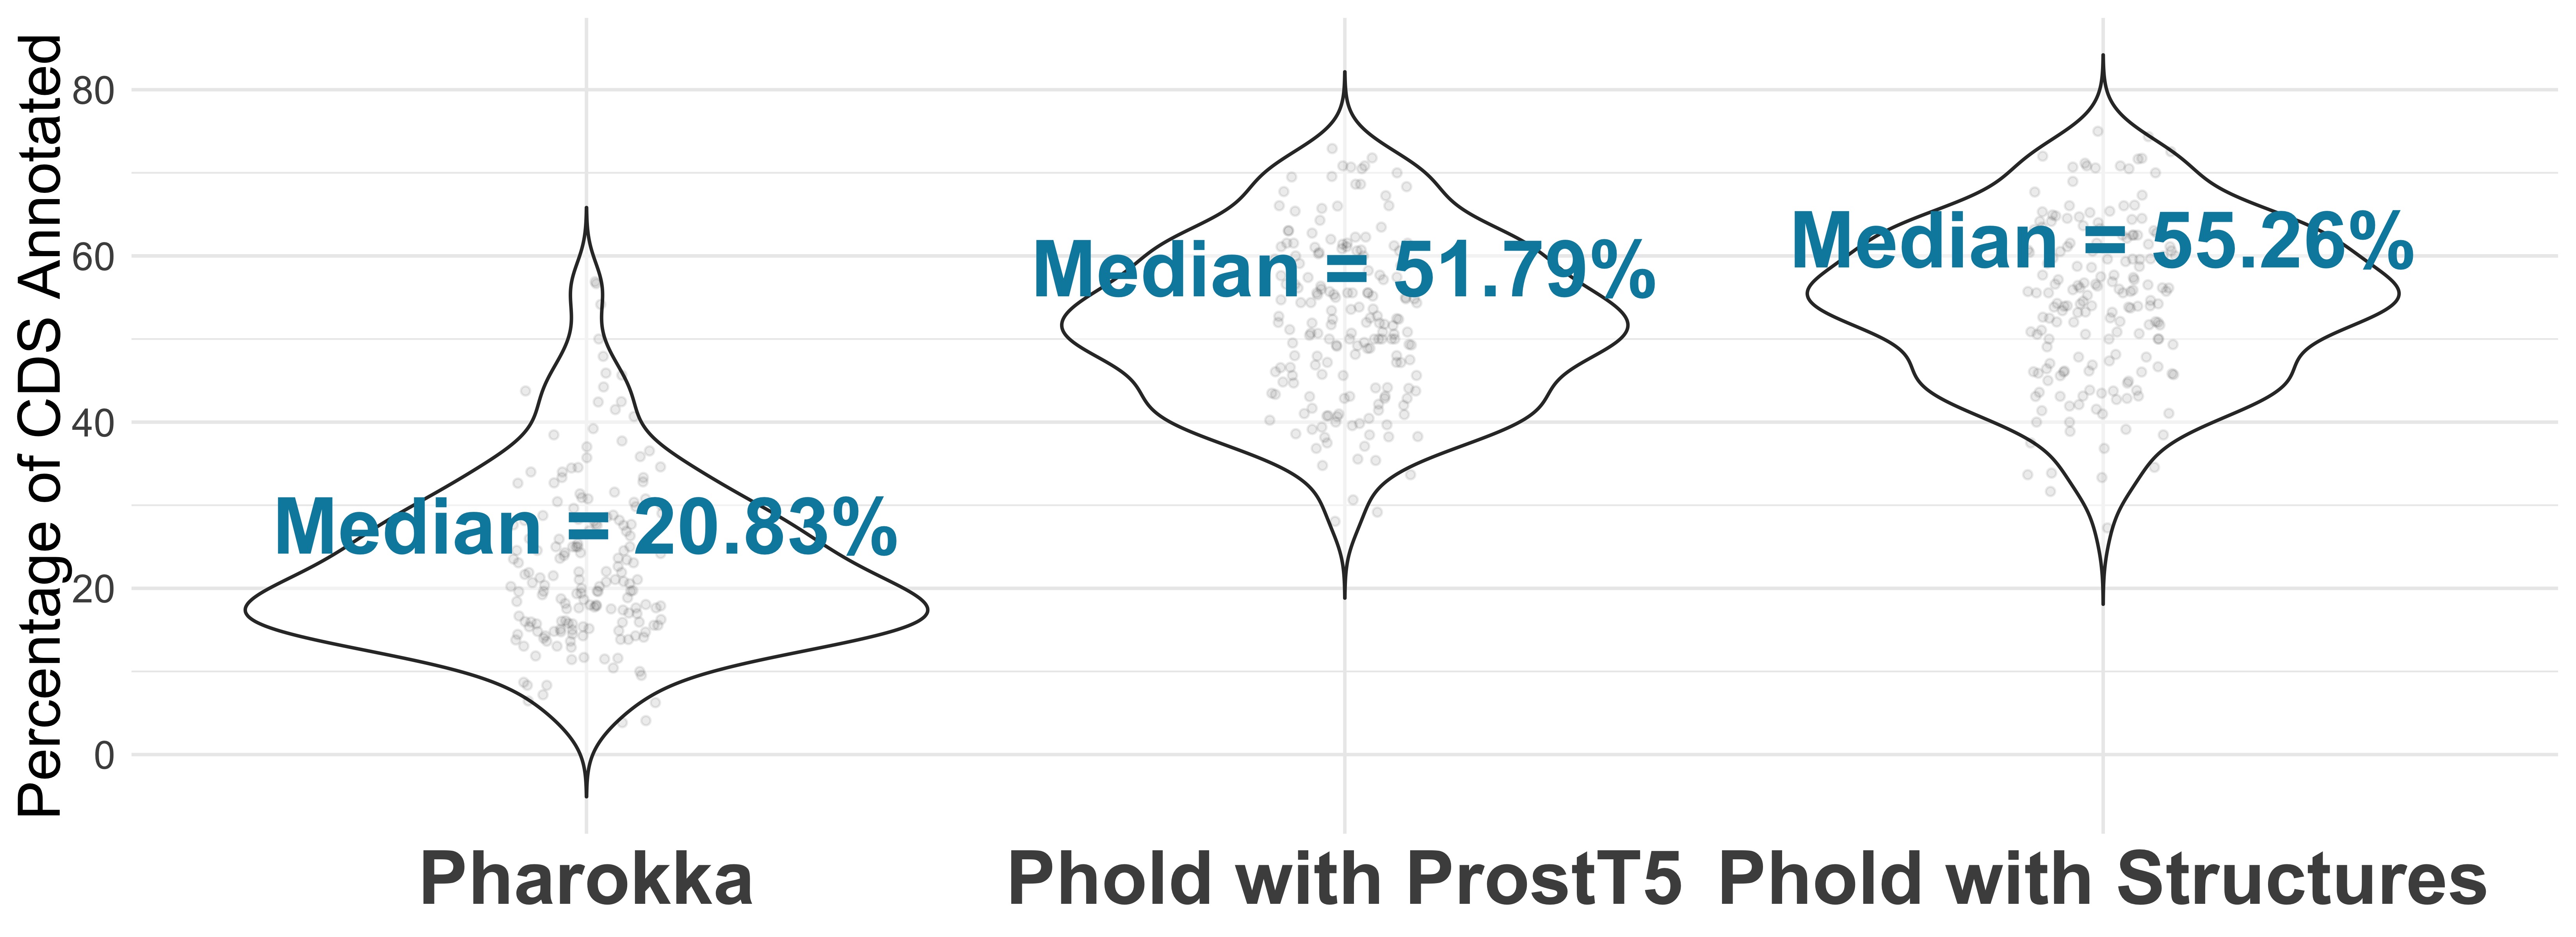 Percentage of CDS Annotated
80
60
40
20
0
Median = 20.83%
Median = 51.79%
Median = 55.26%
Pharokka
Phold with ProstT5
Phold with Structures